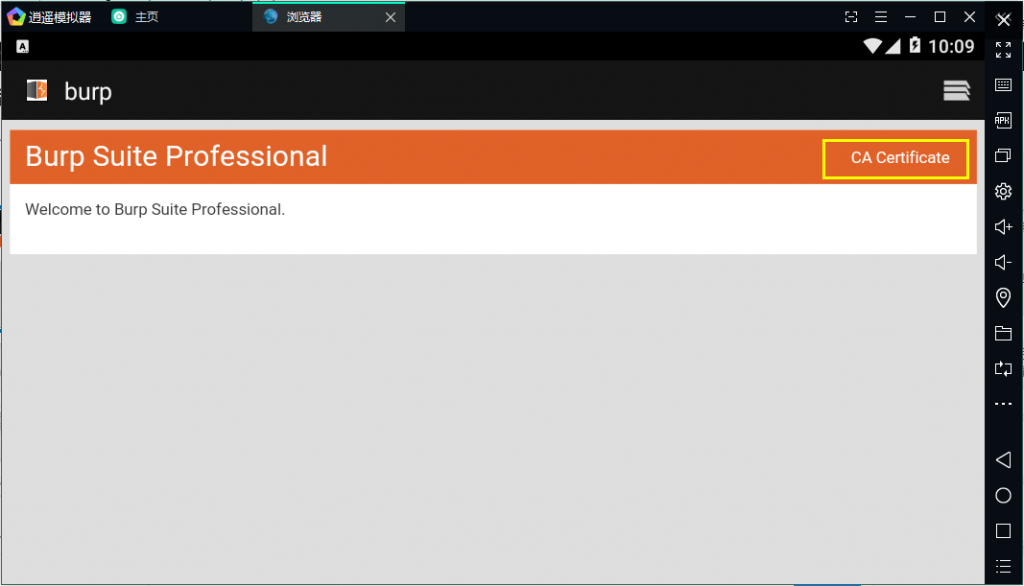 逍遥模拟器 主页 浏览器
A 10:09
burp
APK
Burp Suite Professional CA Certificate
Welcome to Burp Suite Professional.